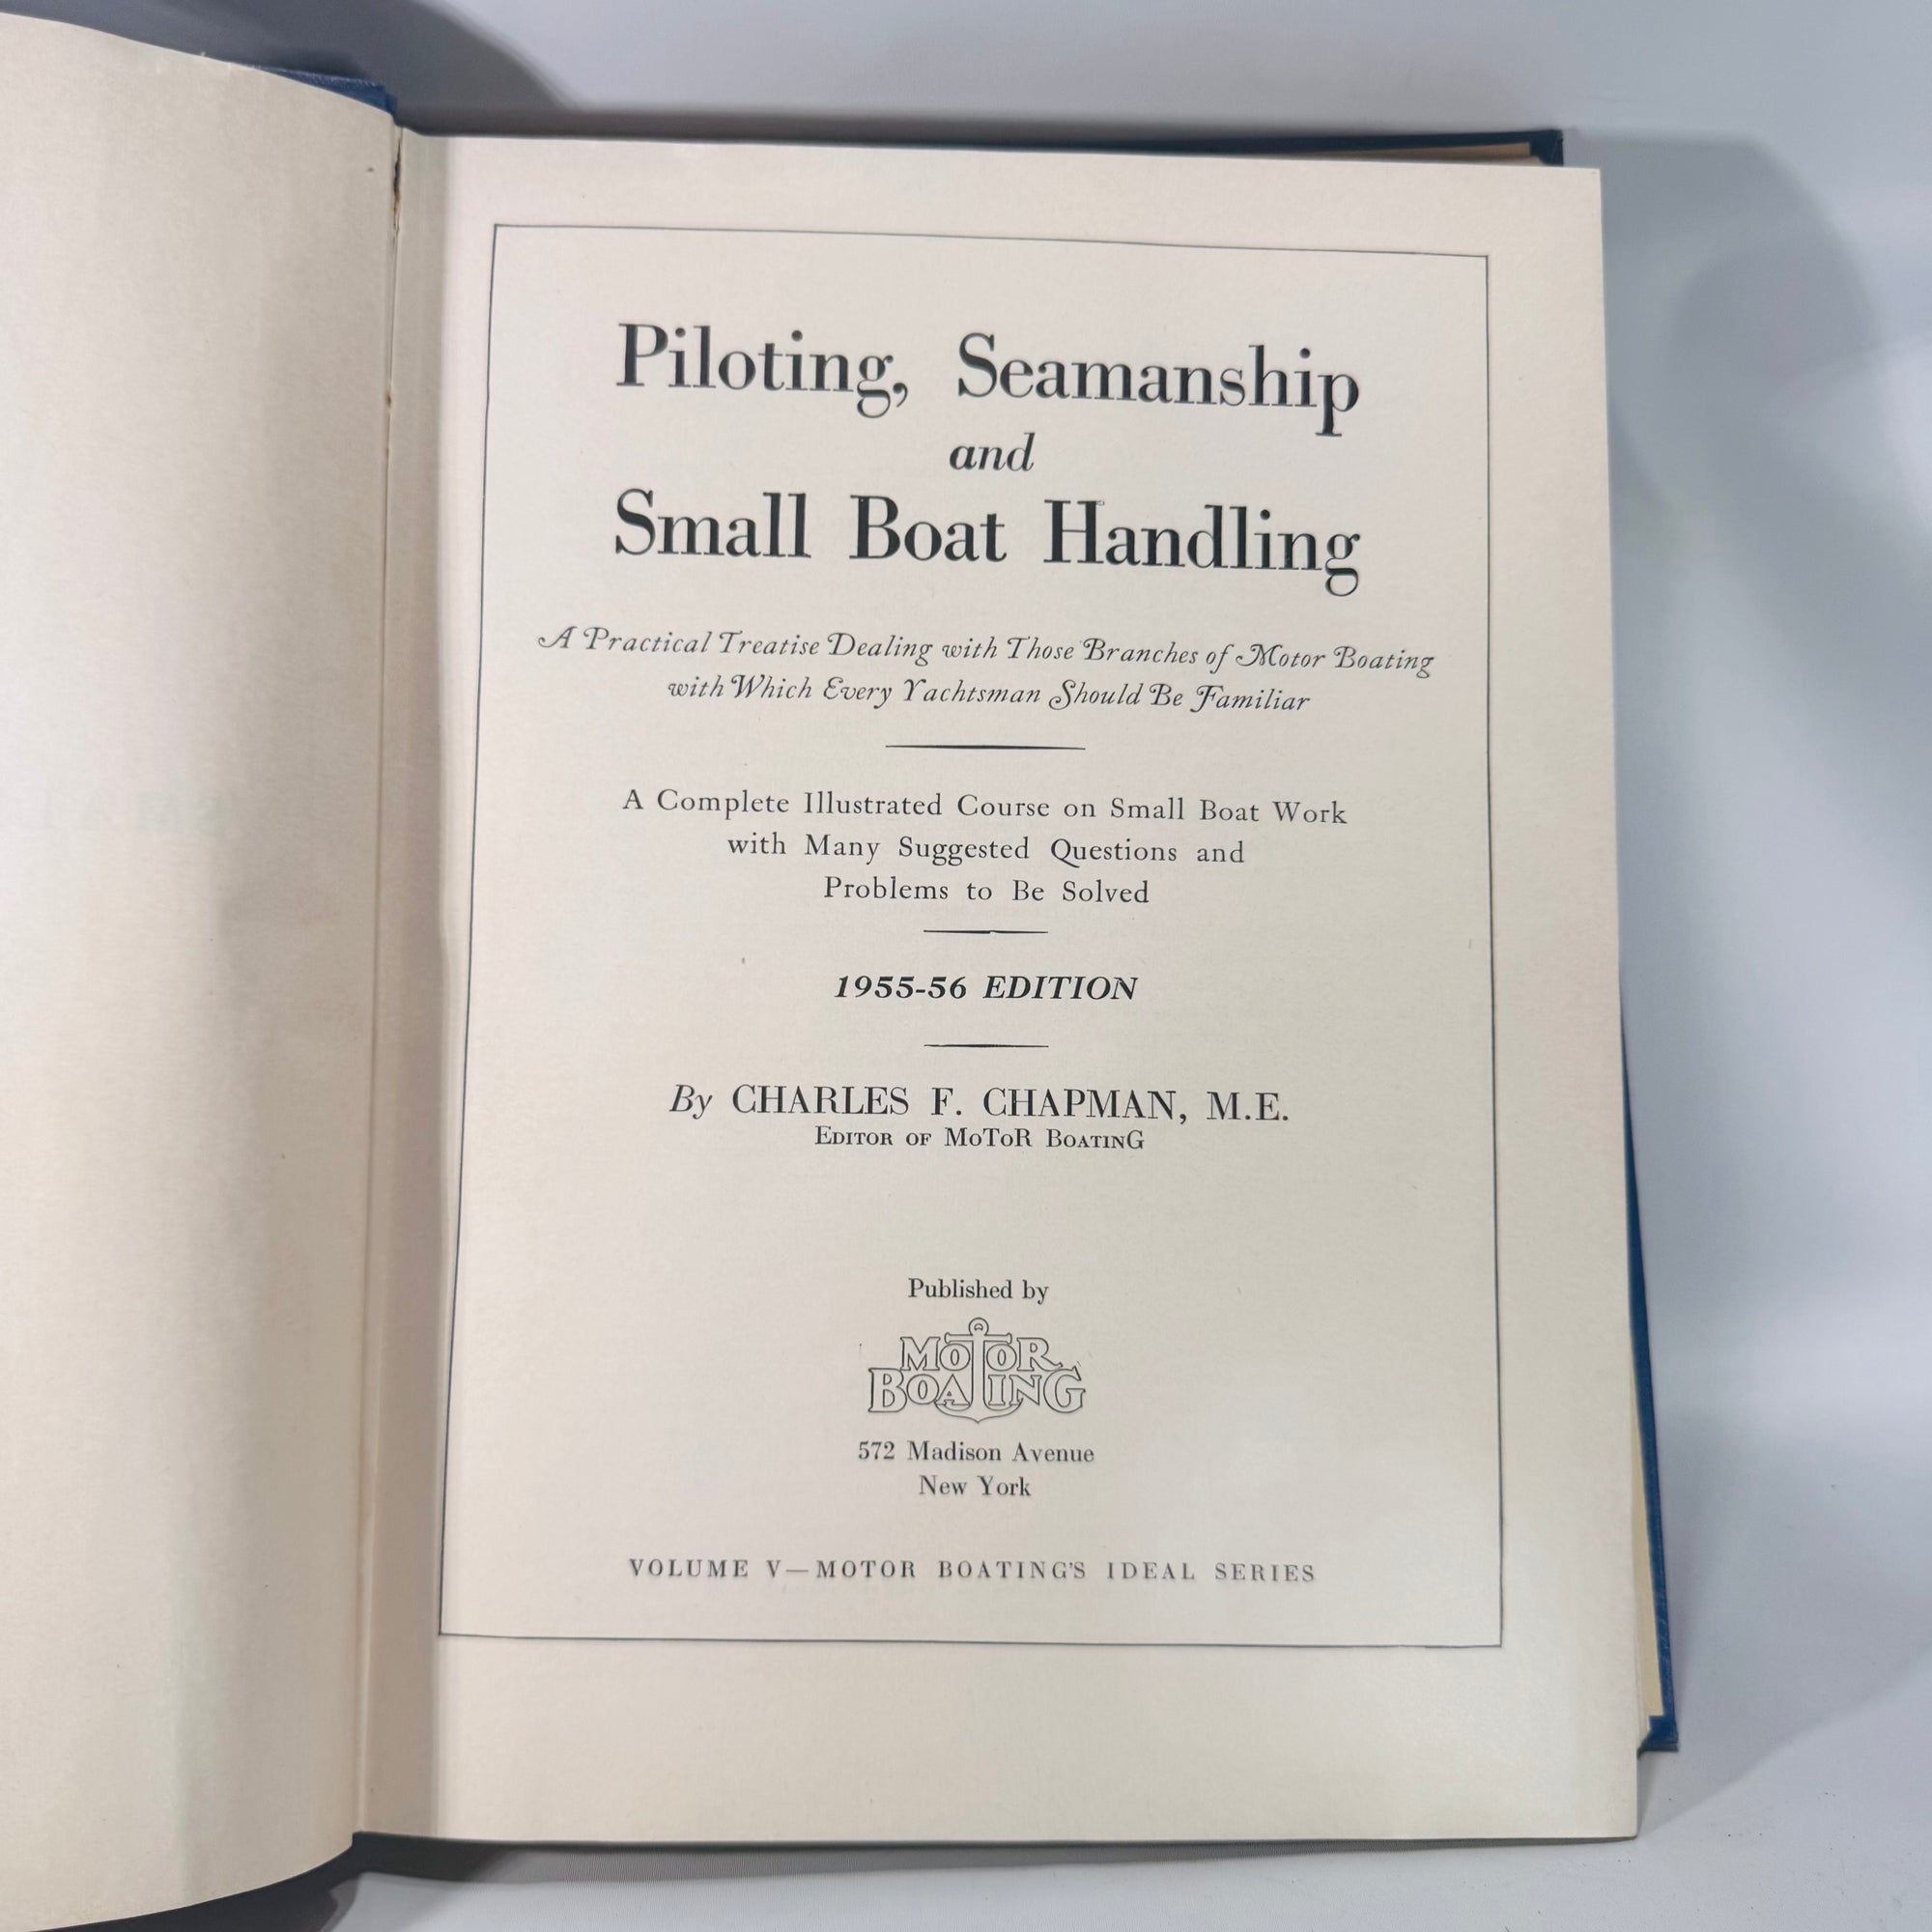 Piloting, Seamanship
and
Small Boat Handling
A Practical Treatise Dealing with Those Branches of Motor Boating
with Which Every Yachtsman Should Be Familiar
A Complete Illustrated Course on Small Boat Work
with Many Suggested Questions and
Problems to Be Solved
1955-56 EDITION
By CHARLES F. CHAPMAN, M.E.
EDITOR OF MoToR BOATING
Published by
MOTOR
BOATING
572 Madison Avenue
New York
VOLUME V—MOTOR BOATING'S IDEAL SERIES